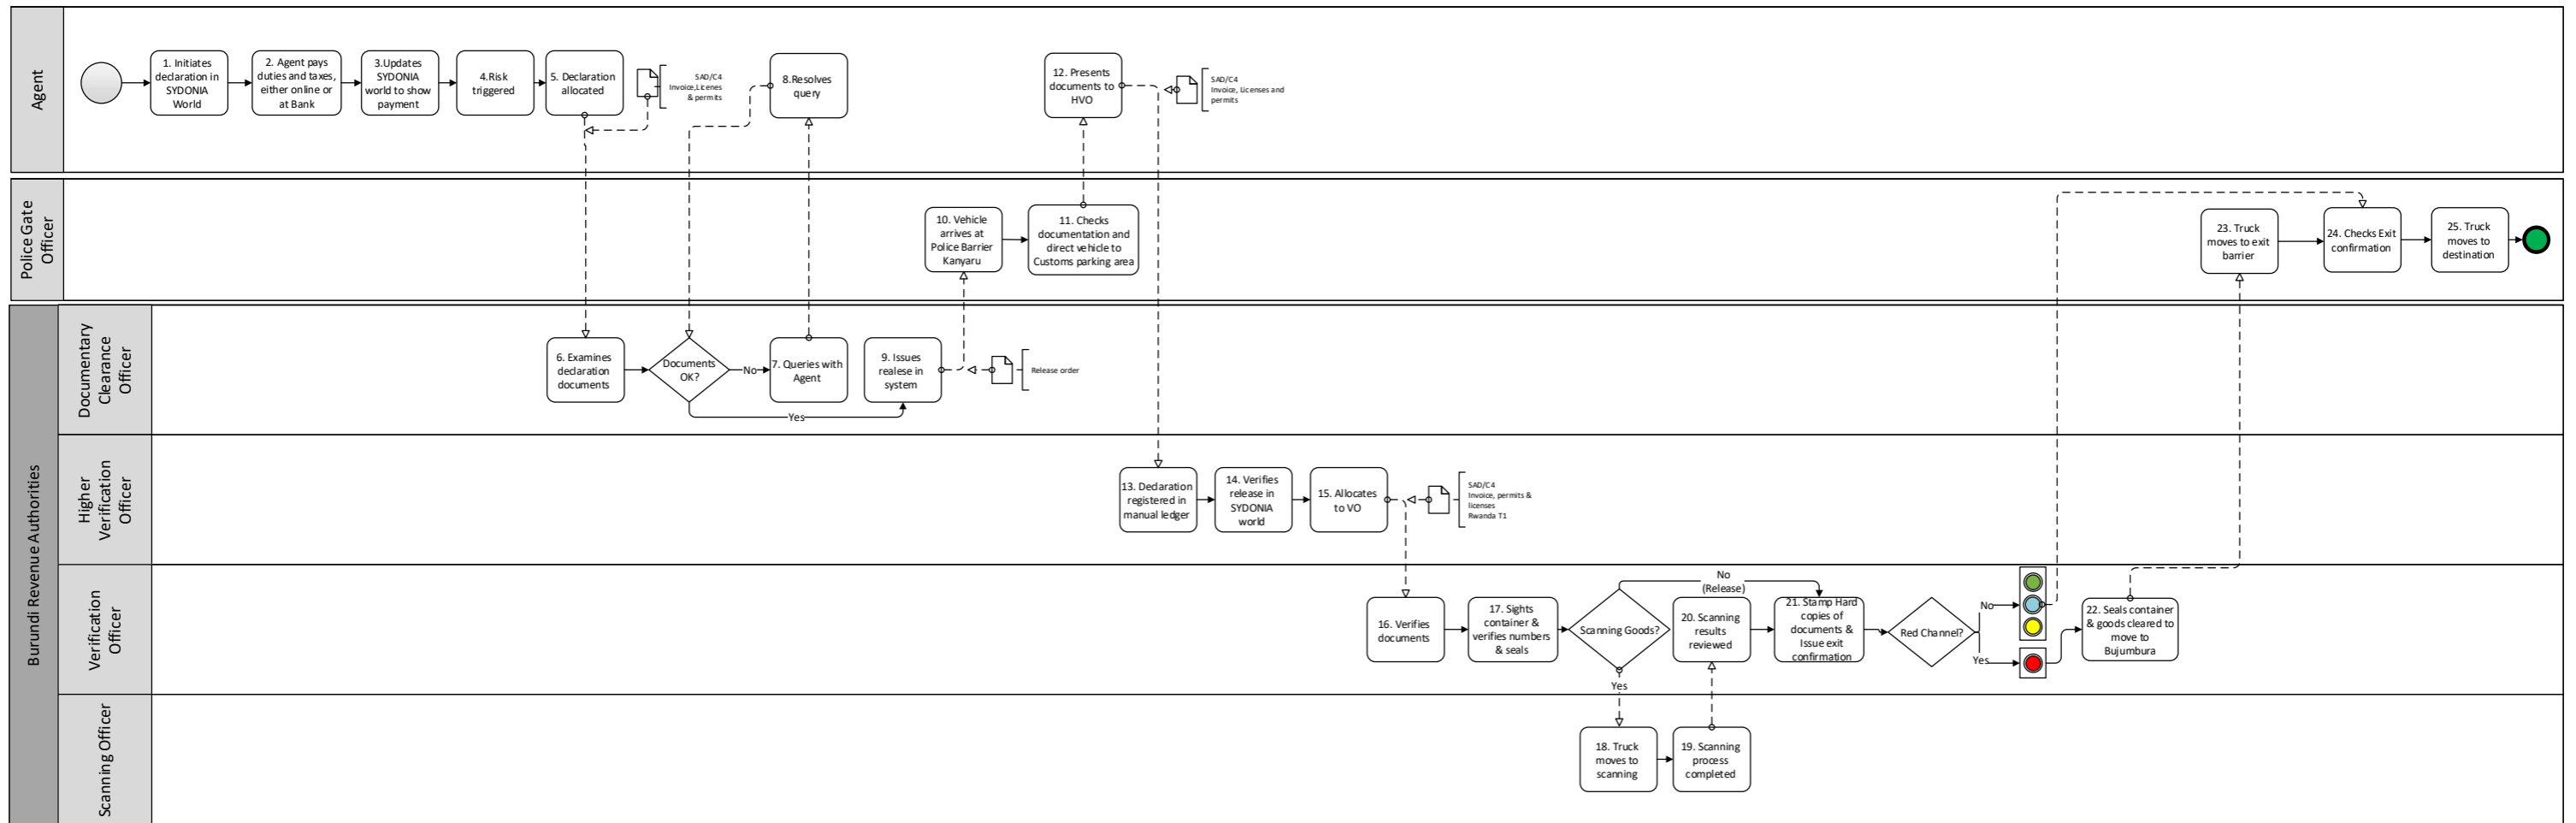 Agent
1. Initiates
declaration in
SYDONIA
World
2. Agent pays
duties and taxes,
either online or
at Bank
3.Updates
SYDONIA
world to show
payment
4.Risk
triggered
5. Declaration
allocated
SAD/C4
Invoice,Licenes
& permits
8.Resolves
query
12. Presents
documents to
HVO
SAD/C4
Invoice, Licenses and
permits
Police Gate
Officer
10. Vehicle
arrives at
Police Barrier
Kanyaru
11. Checks
documentation and
direct vehicle to
Customs parking area
23. Truck
moves to exit
barrier
24. Checks Exit
confirmation
25. Truck
moves to
destination
Burundi Revenue Authorities
Documentary
Clearance
Officer
6. Examines
declaration
documents
Documents
OK?
No
7. Queries with
Agent
Yes
9. Issues
realese in
system
Release order
Higher
Verification
Officer
13. Declaration
registered in
manual ledger
14. Verifies
release in
SYDONIA
world
15. Allocates
to VO
SAD/C4
Invoice, permits &
licenses
Rwanda T1
Verification
Officer
16. Verifies
documents
17. Sights
container &
verifies numbers
& seals
Scanning Goods?
No
(Release)
Yes
20. Scanning
results
reviewed
21. Stamp Hard
copies of
documents &
Issue exit
confirmation
Red Channel?
No
Yes
22. Seals container
& goods cleared to
move to
Bujumbura
Scanning Officer
18. Truck
moves to
scanning
19. Scanning
process
completed